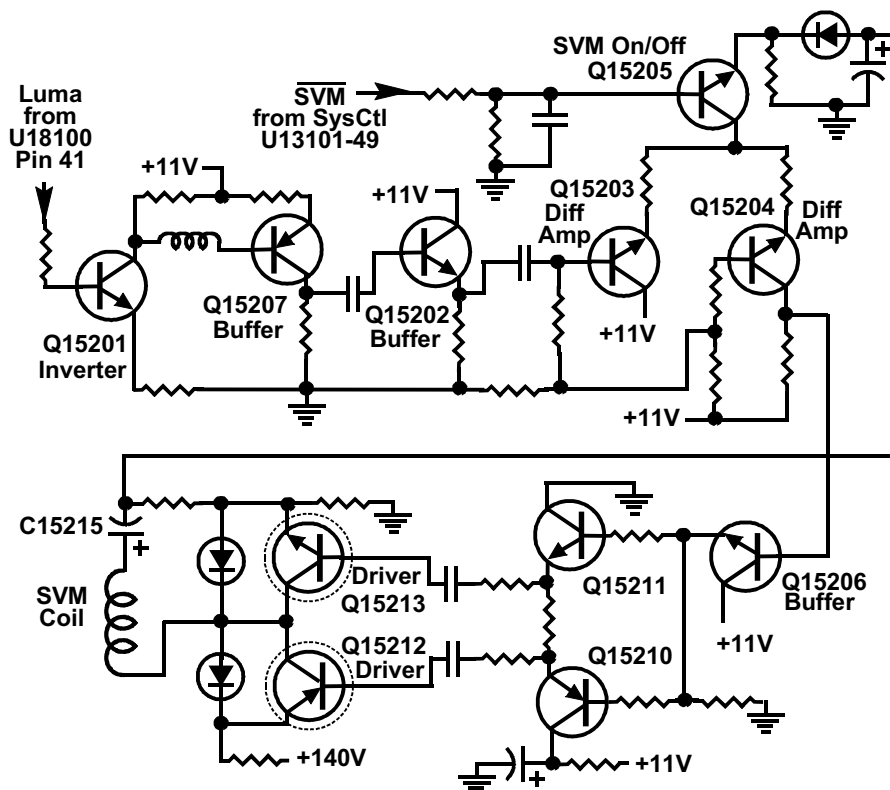 SVM On/Off
Q15205
Luma
from
U18100
Pin 41
SVM
from SysCtl
U13101-49
+11V
+11V
Q15203
Diff
Amp
Q15204
Diff
Amp
Q15201
Inverter
Q15207
Buffer
Q15202
Buffer
+11V
+11V
C15215
+
SVM
Coil
Driver
Q15213
Q15212
Driver
Q15211
Q15210
Q15206
Buffer
+11V
+140V
+
+11V
+